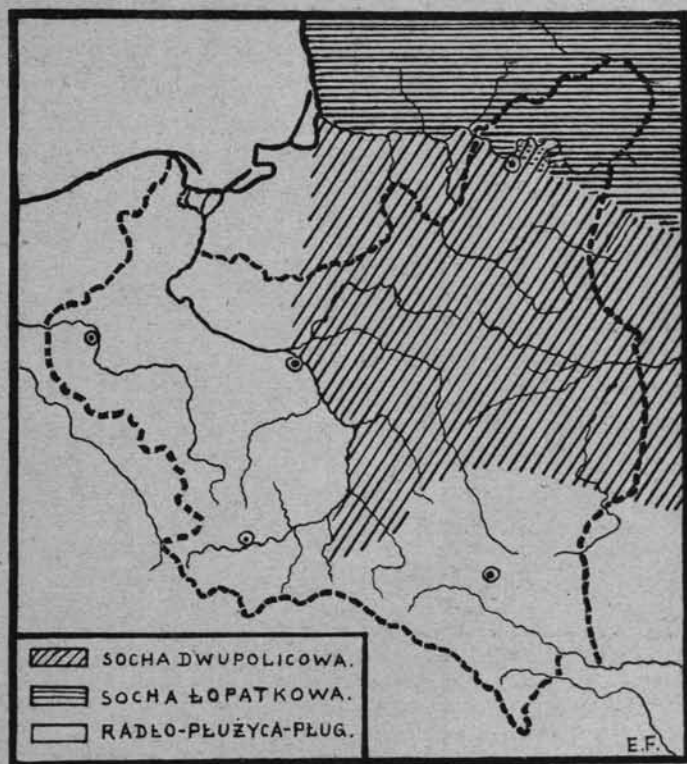 SOCHA DWUPOLICOWA.
SOCHA ŁOPATKOWA.
RADŁO-PŁUŻYCA-PŁUG.
E.F.